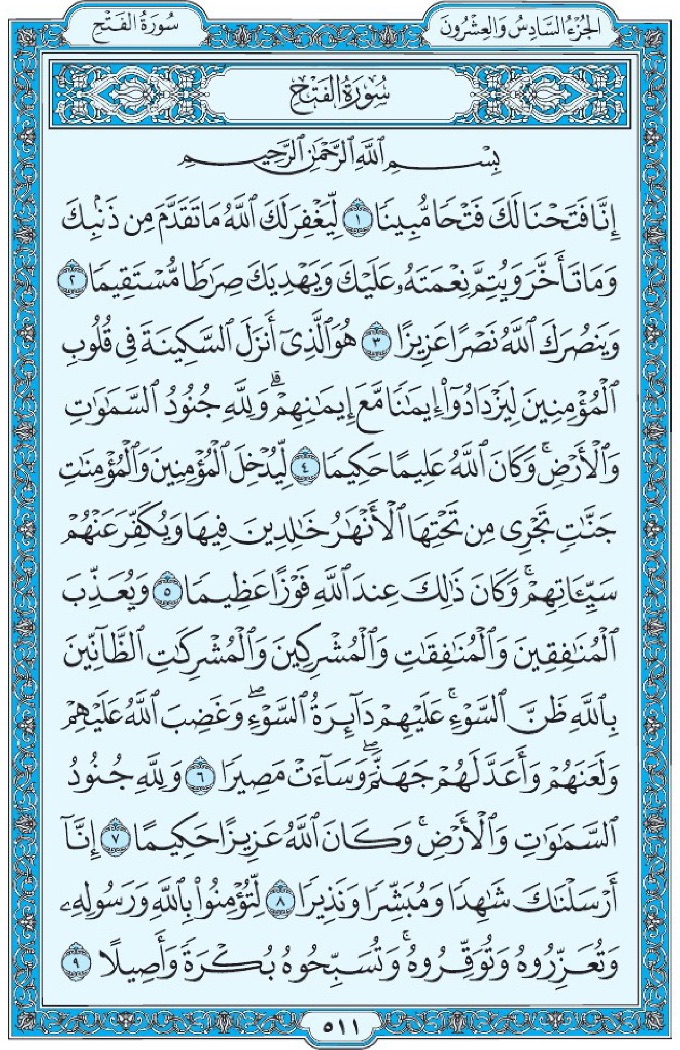 الجُزْءُ السَّادِسُ وَالعِشْرُونَ
سُورَةُ الفَتْحِ
سُورَةُ الفَتْحِ
بِسْمِ ٱللَّهِ ٱلرَّحْمَٰنِ ٱلرَّحِيمِ
إِنَّا فَتَحْنَا لَكَ فَتْحًا مُّبِينًا ١ لِّيَغْفِرَ لَكَ ٱللَّهُ مَا تَقَدَّمَ مِن ذَنۢبِكَ
وَمَا تَأَخَّرَ وَيُتِمَّ نِعْمَتَهُۥ عَلَيْكَ وَيَهْدِيَكَ صِرَٰطًا مُّسْتَقِيمًا ٢
وَيَنصُرَكَ ٱللَّهُ نَصْرًا عَزِيزًا ٣ هُوَ ٱلَّذِىٓ أَنزَلَ ٱلسَّكِينَةَ فِى قُلُوبِ
ٱلْمُؤْمِنِينَ لِيَزْدَادُوٓا۟ إِيمَٰنًا مَّعَ إِيمَٰنِهِمْ ۗ وَلِلَّهِ جُنُودُ ٱلسَّمَٰوَٰتِ
وَٱلْأَرْضِ ۚ وَكَانَ ٱللَّهُ عَلِيمًا حَكِيمًا ٤ لِّيُدْخِلَ ٱلْمُؤْمِنِينَ وَٱلْمُؤْمِنَٰتِ
جَنَّٰتٍ تَجْرِى مِن تَحْتِهَا ٱلْأَنْهَٰرُ خَٰلِدِينَ فِيهَا وَيُكَفِّرَ عَنْهُمْ
سَيِّـَٔاتِهِمْ ۚ وَكَانَ ذَٰلِكَ عِندَ ٱللَّهِ فَوْزًا عَظِيمًا ٥ وَيُعَذِّبَ
ٱلْمُنَٰفِقِينَ وَٱلْمُنَٰفِقَٰتِ وَٱلْمُشْرِكِينَ وَٱلْمُشْرِكَٰتِ ٱلظَّآنِّينَ
بِٱللَّهِ ظَنَّ ٱلسَّوْءِ ۚ عَلَيْهِمْ دَآئِرَةُ ٱلسَّوْءِ ۖ وَغَضِبَ ٱللَّهُ عَلَيْهِمْ
وَلَعَنَهُمْ وَأَعَدَّ لَهُمْ جَهَنَّمَ ۖ وَسَآءَتْ مَصِيرًا ٦ وَلِلَّهِ جُنُودُ
ٱلسَّمَٰوَٰتِ وَٱلْأَرْضِ ۚ وَكَانَ ٱللَّهُ عَزِيزًا حَكِيمًا ٧ إِنَّآ
أَرْسَلْنَٰكَ شَٰهِدًا وَمُبَشِّرًا وَنَذِيرًا ٨ لِّتُؤْمِنُوا۟ بِٱللَّهِ وَرَسُولِهِۦ
وَتُعَزِّرُوهُ وَتُوَقِّرُوهُ ۚ وَتُسَبِّحُوهُ بُكْرَةً وَأَصِيلًا ٩
٥١١